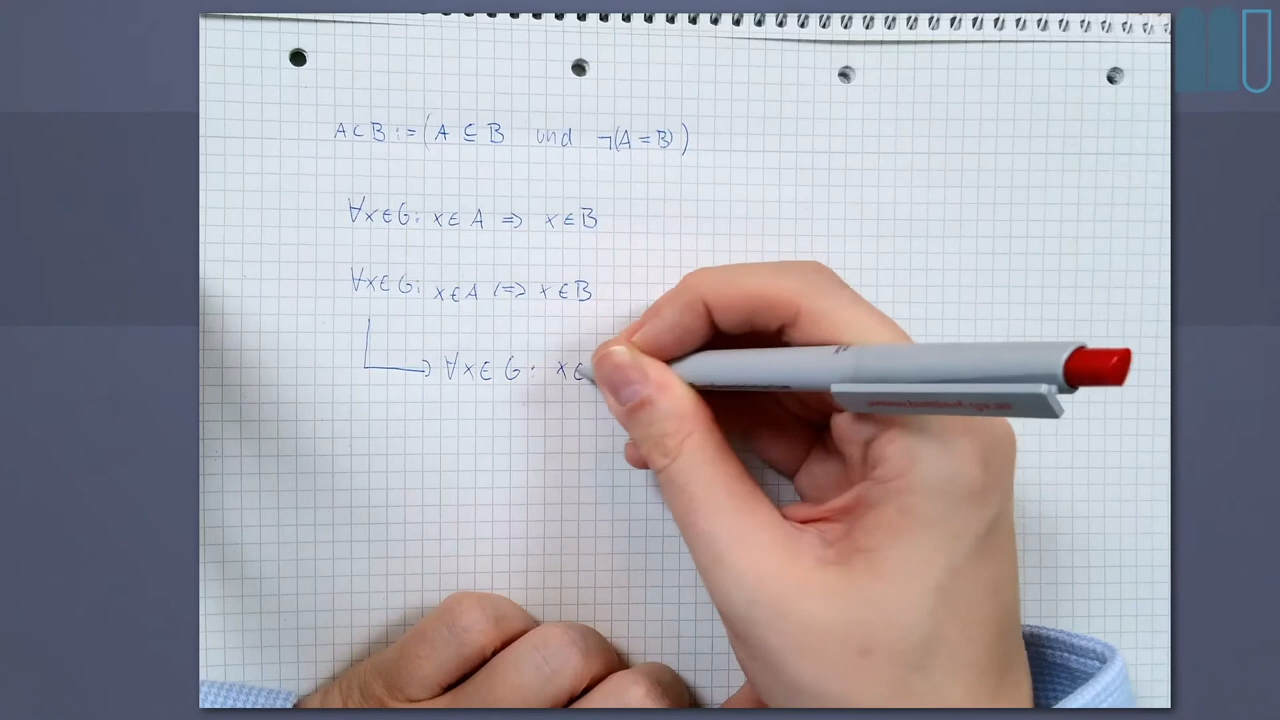 A⊂B := (A ⊆ B und ¬(A = B))
∀x∈G: x∈A ⇒ x∈B
∀x∈G: x∈A ⇔ x∈B
∀x∈G: x∈